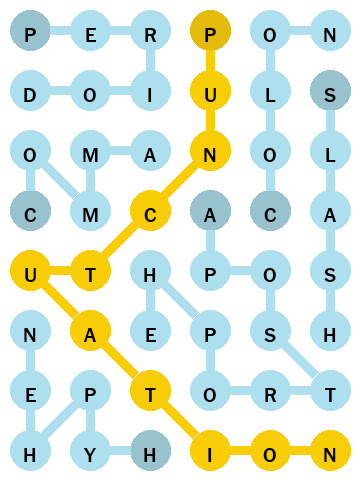 P E R P O N
D O I U L S
O M A N O L
C M C A C A
U T H P O S
N A E P S H
E P T O R T
H Y H I O N